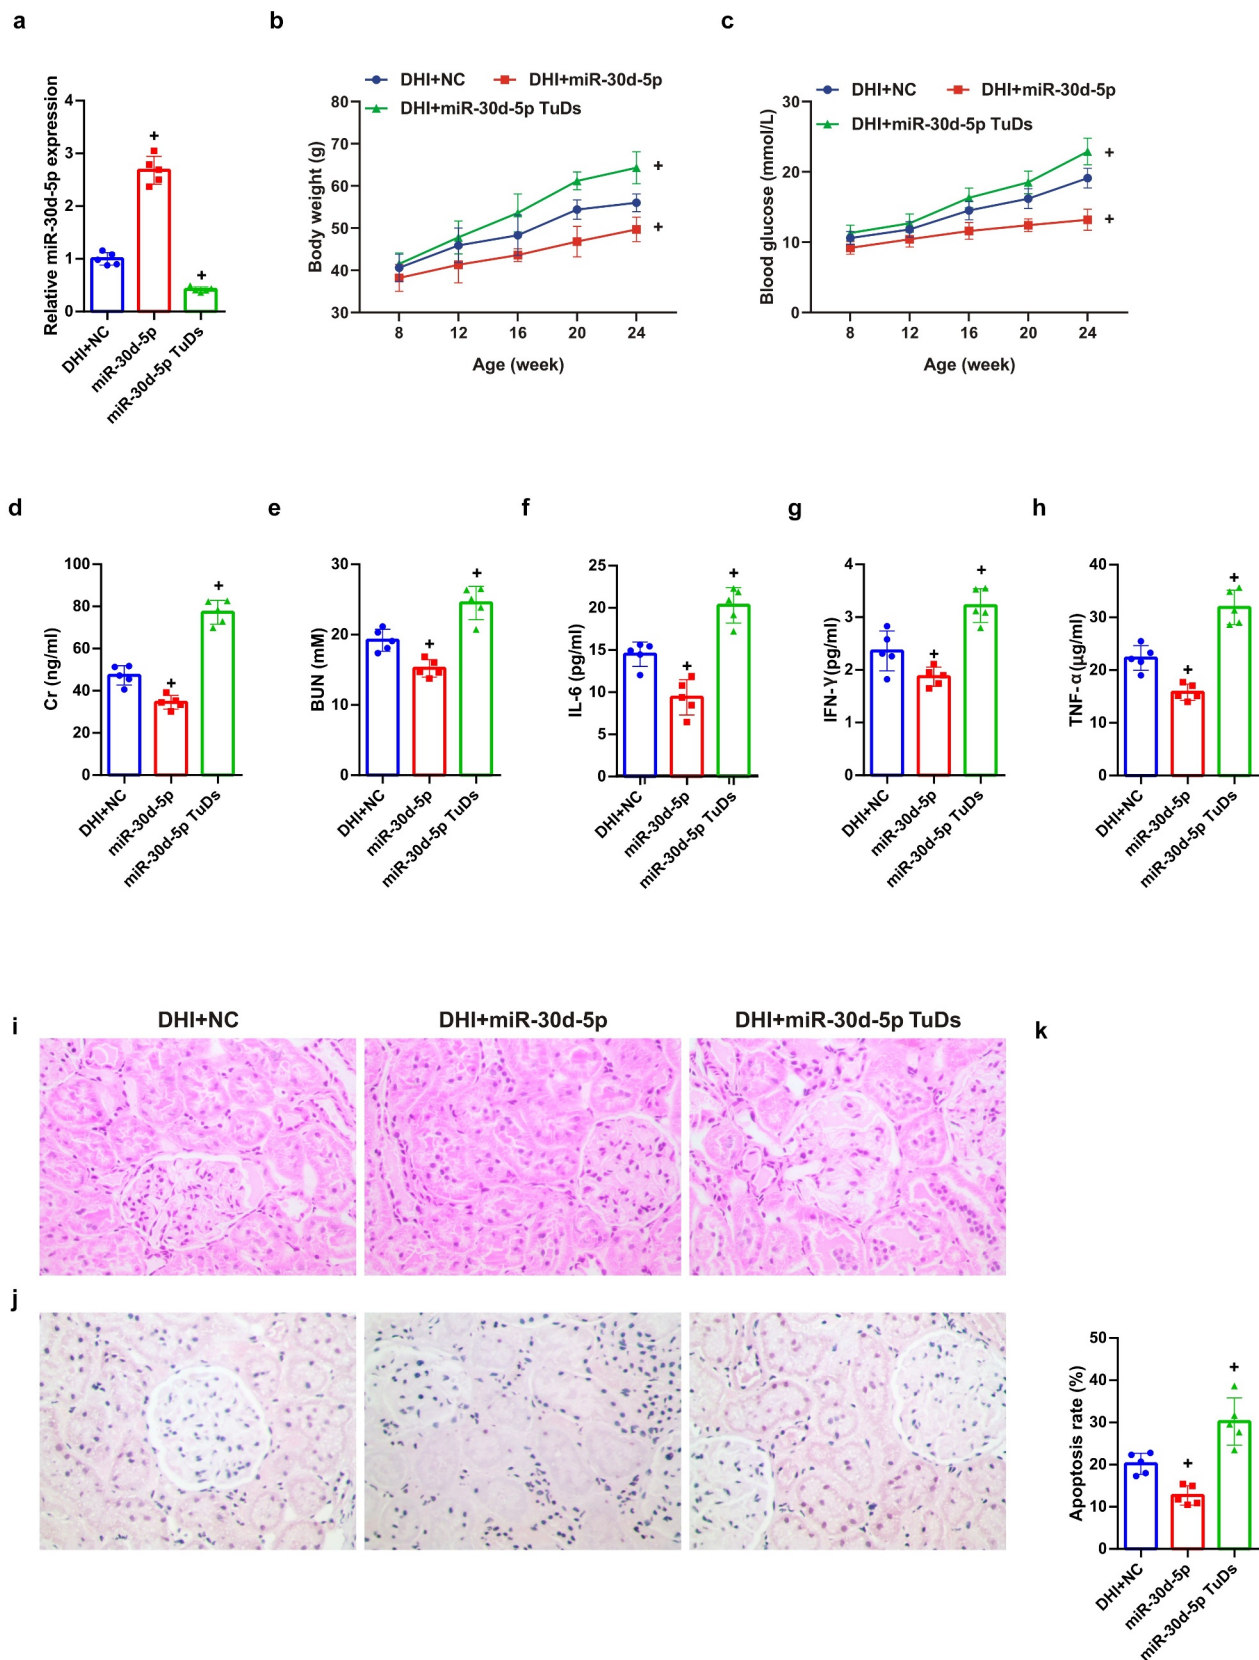 a
b
c
Relative miR-30d-5p expression
4
3
2
1
0
+
+
DHI+NC
miR-30d-5p
miR-30d-5p TuDs
DHI+NC
DHI+miR-30d-5p
DHI+miR-30d-5p TuDs
Body weight (g)
80
70
60
50
40
30
+
+
8
12
16
20
24
Age (week)
DHI+NC
DHI+miR-30d-5p
DHI+miR-30d-5p TuDs
Blood glucose (mmol/L)
30
20
10
0
+
+
8
12
16
20
24
Age (week)
d
e
f
g
h
Cr (ng/ml)
100
80
60
40
20
0
+
+
DHI+NC
miR-30d-5p
miR-30d-5p TuDs
BUN (mM)
30
20
10
0
+
+
DHI+NC
miR-30d-5p
miR-30d-5p TuDs
IL-6 (pg/ml)
25
20
15
10
5
0
+
+
DHI+NC
miR-30d-5p
miR-30d-5p TuDs
IFN-γ(pg/ml)
4
3
2
1
0
+
+
DHI+NC
miR-30d-5p
miR-30d-5p TuDs
TNF-α(μg/ml)
40
30
20
10
0
+
+
DHI+NC
miR-30d-5p
miR-30d-5p TuDs
i
DHI+NC
DHI+miR-30d-5p
DHI+miR-30d-5p TuDs
j
k
Apoptosis rate (%)
50
40
30
20
10
0
+
+
DHI+NC
miR-30d-5p
miR-30d-5p TuDs